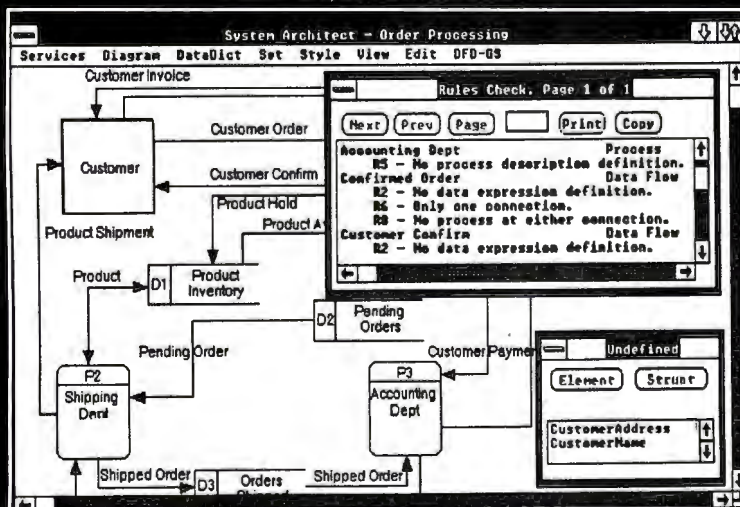 System Architect - Order Processing
Services Diagram DataDict Set Style View Edit DFD-GS
Customer Invoice
Customer
Customer Order
Customer Confirm
Product Hold
Product
Product Shipment
Product
D1
Product
Inventory
D2
Pending
Orders
Pending Order
Customer
P2
Shipping
Dept
P3
Accounting
Dept
Shipped Order
D3
Orders
Shipped Order
Rules Check, Page 1 of 1
Next Prev Page Print Copy
Accounting Dept Process
R5 - No process description definition.
Confirmed Order Data Flow
R2 - No data expression definition.
R6 - Only one connection.
R8 - No process at either connection.
Customer Confirm Data Flow
R2 - No data expression definition.
Undefined
Element Struct
CustomerAddress
CustomerName